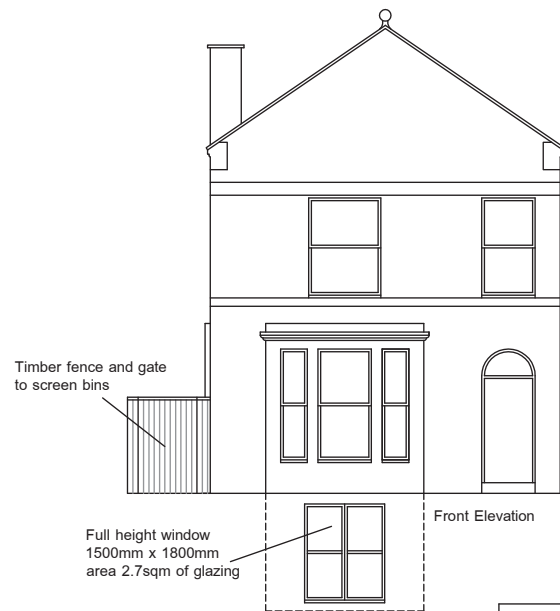 Timber fence and gate
to screen bins
Front Elevation
Full height window
1500mm x 1800mm
area 2.7sqm of glazing